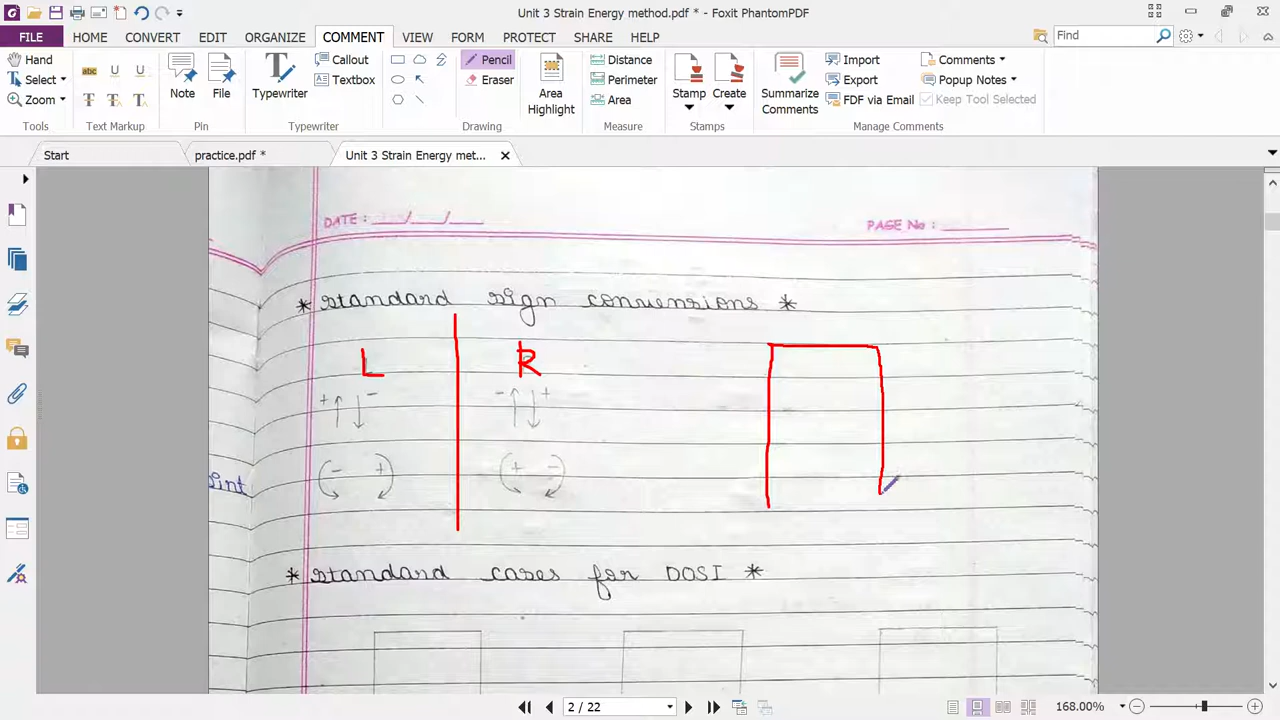 Unit 3 Strain Energy method.pdf * - Foxit PhantomPDF
FILE HOME CONVERT EDIT ORGANIZE COMMENT VIEW FORM PROTECT SHARE HELP Find
Hand Select Zoom Tools
abc U U T T T Text Markup
Note File Pin
Typewriter Callout Textbox Typewriter
Pencil Eraser Area Highlight Drawing
Distance Perimeter Area Measure
Stamp Create Stamps
Summarize Comments Import Export FDF via Email Comments Popup Notes Keep Tool Selected Manage Comments
Start practice.pdf * Unit 3 Strain Energy met...
DATE : / / PAGE No :
* standard sign convensions *
L R
+ - - +
- + + -
oint
* standard cases for DOSI *
2 / 22 168.00%